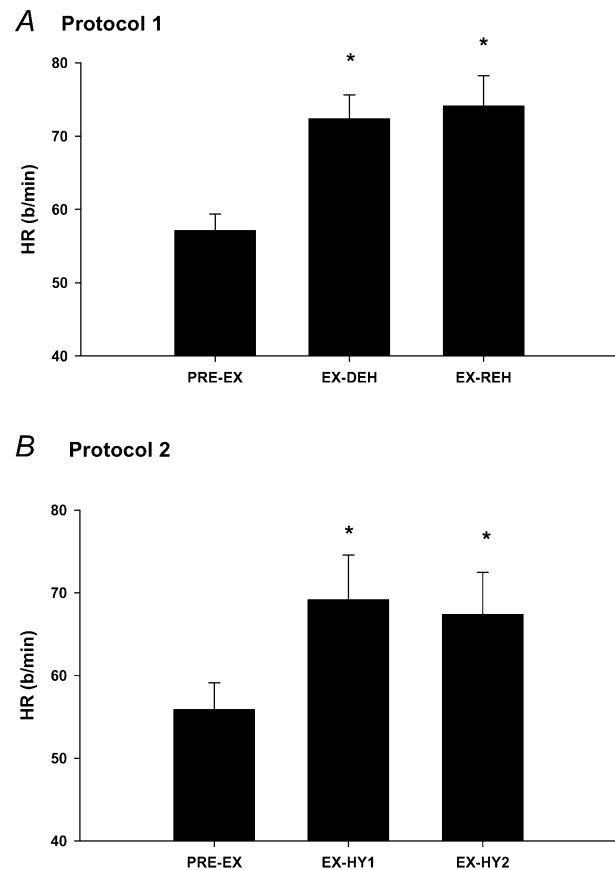 A Protocol 1
* *
80
70
60
50
40
HR (b/min)
PRE-EX EX-DEH EX-REH
B Protocol 2
* *
80
70
60
50
40
HR (b/min)
PRE-EX EX-HY1 EX-HY2